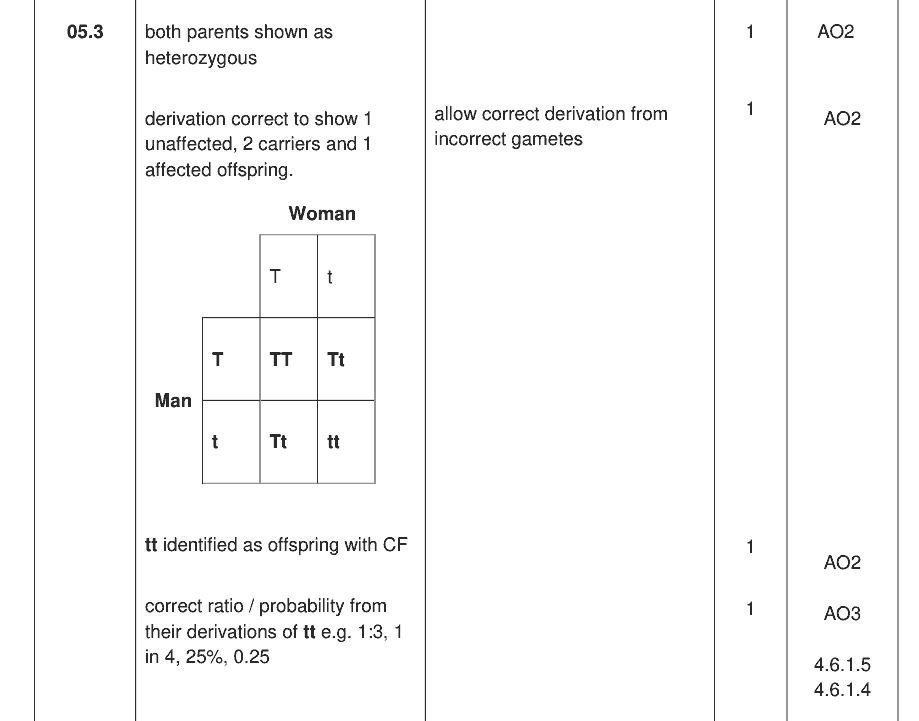 05.3 both parents shown as 1 AO2
heterozygous
derivation correct to show 1 allow correct derivation from 1 AO2
unaffected, 2 carriers and 1 incorrect gametes
affected offspring.
Woman
T t
T TT Tt
Man
t Tt tt
tt identified as offspring with CF 1
AO2
correct ratio / probability from 1 AO3
their derivations of tt e.g. 1:3, 1
in 4, 25%, 0.25
4.6.1.5
4.6.1.4